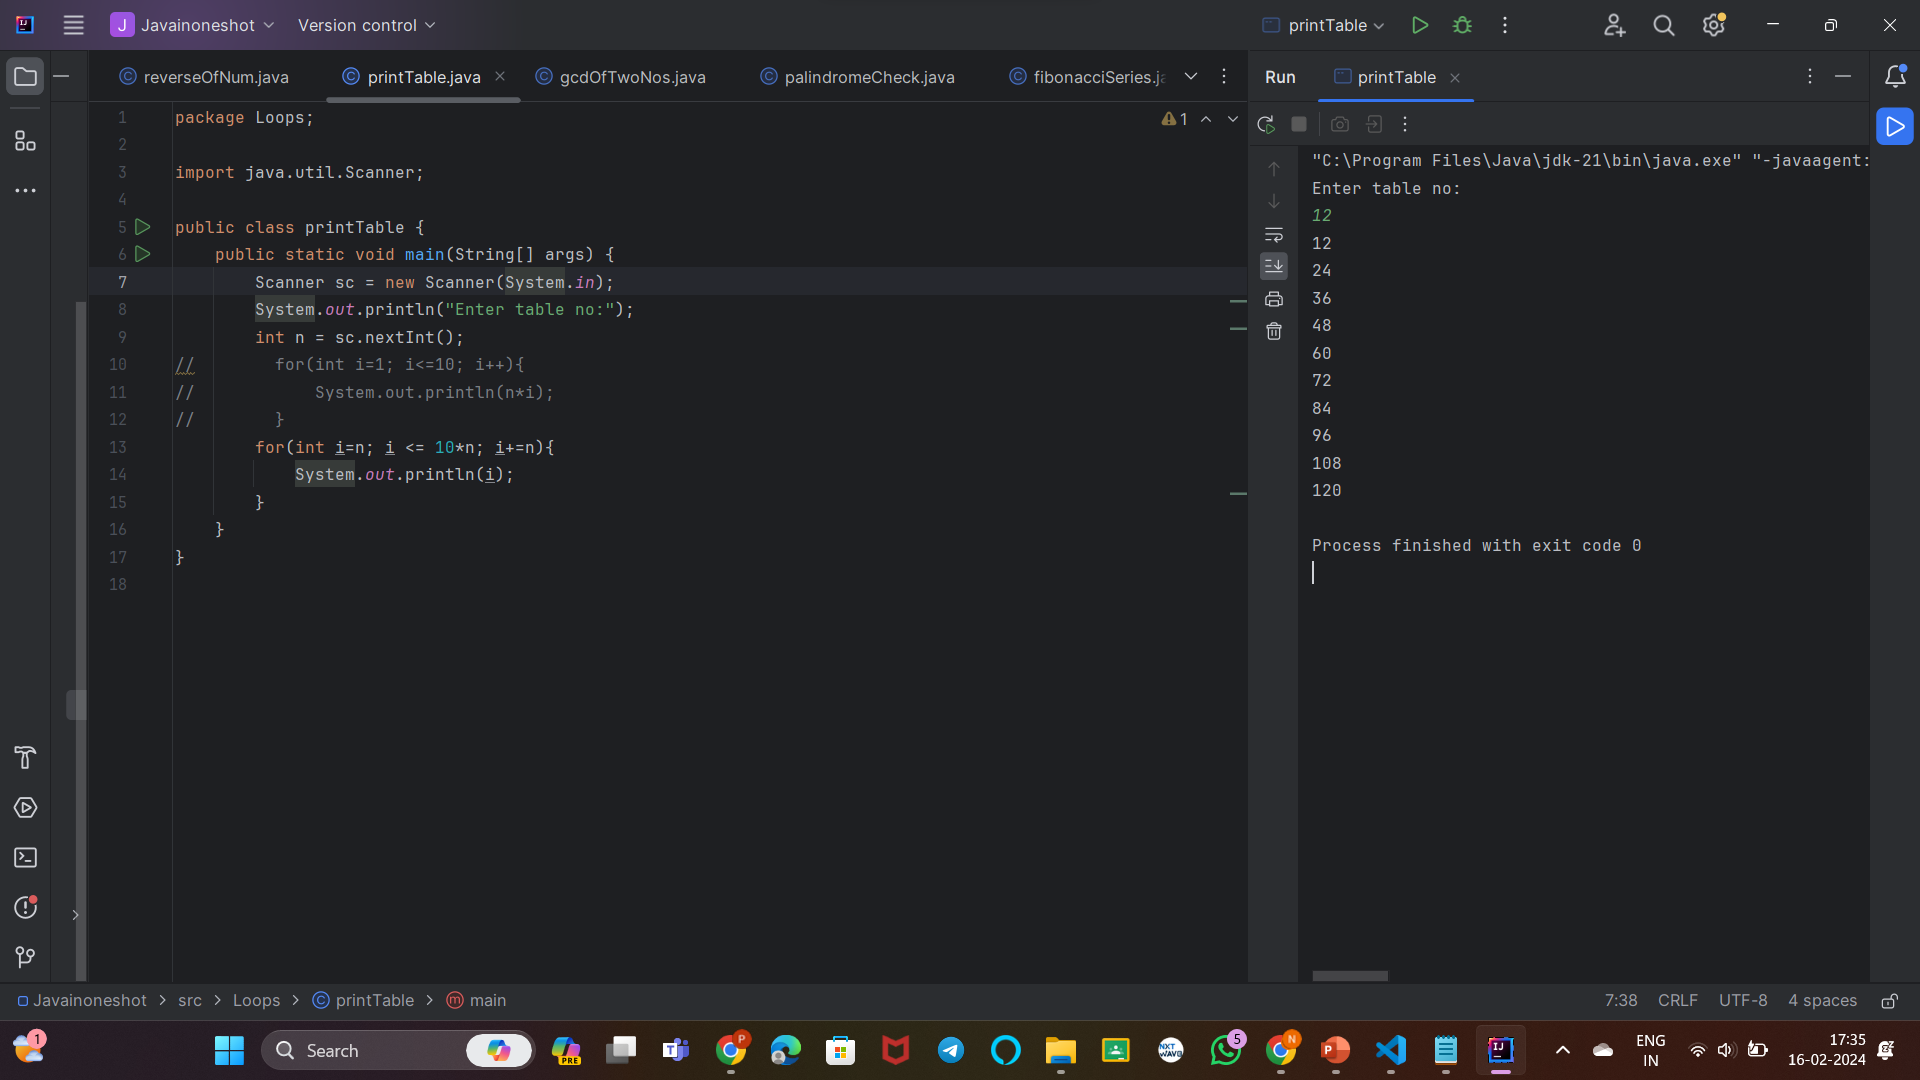 J Javainoneshot Version control printTable
reverseOfNum.java printTable.java gcdOfTwoNos.java palindromeCheck.java fibonacciSeries.ja
1 package Loops;
2
3 import java.util.Scanner;
4
5 public class printTable {
6 public static void main(String[] args) {
7 Scanner sc = new Scanner(System.in);
8 System.out.println("Enter table no:");
9 int n = sc.nextInt();
10 // for(int i=1; i<=10; i++){
11 // System.out.println(n*i);
12 // }
13 for(int i=n; i <= 10*n; i+=n){
14 System.out.println(i);
15 }
16 }
17 }
18
1
Run printTable
"C:\Program Files\Java\jdk-21\bin\java.exe" "-javaagent:
Enter table no:
12
12
24
36
48
60
72
84
96
108
120
Process finished with exit code 0
Javainoneshot > src > Loops > printTable > main
7:38 CRLF UTF-8 4 spaces
1
Search
PRE
P
NXT
WAVE
5
N
P
IJ
ENG
IN
17:35
16-02-2024